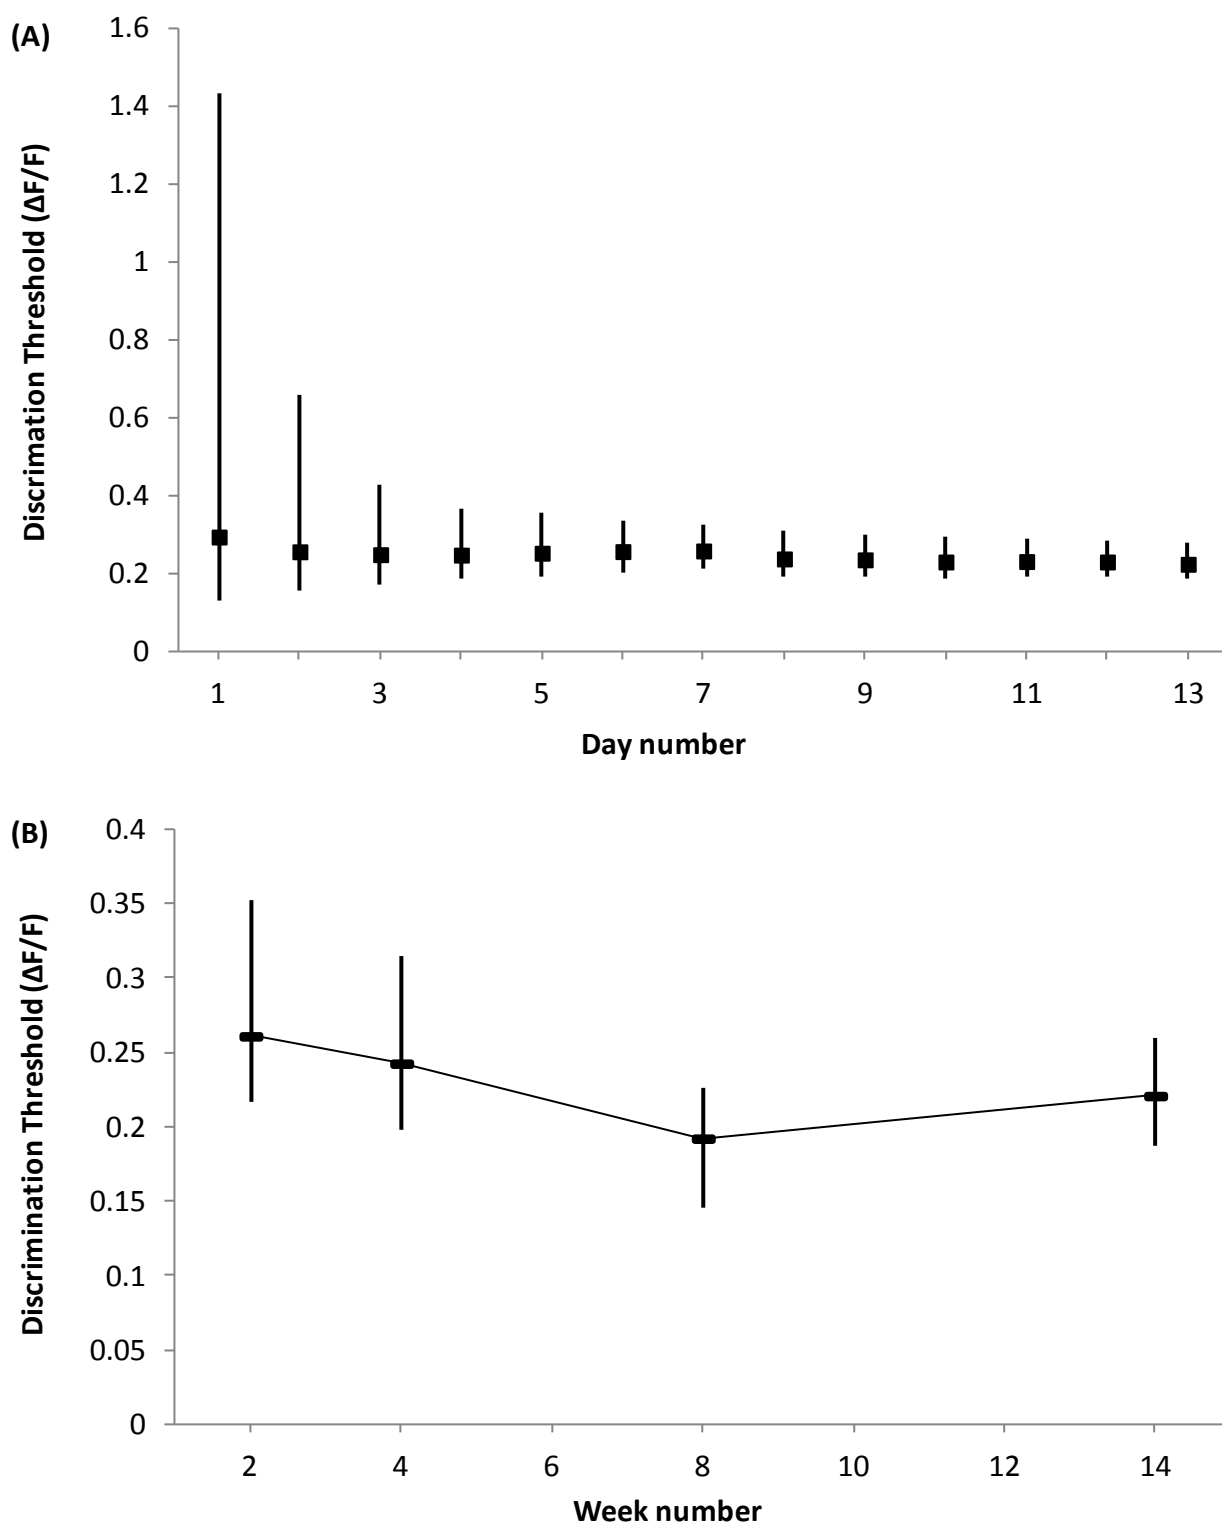 (A)
Discrimation Threshold (ΔF/F)
1.6
1.4
1.2
1
0.8
0.6
0.4
0.2
0
1 3 5 7 9 11 13
Day number
(B)
Discrimination Threshold (ΔF/F)
0.4
0.35
0.3
0.25
0.2
0.15
0.1
0.05
0
2 4 6 8 10 12 14
Week number